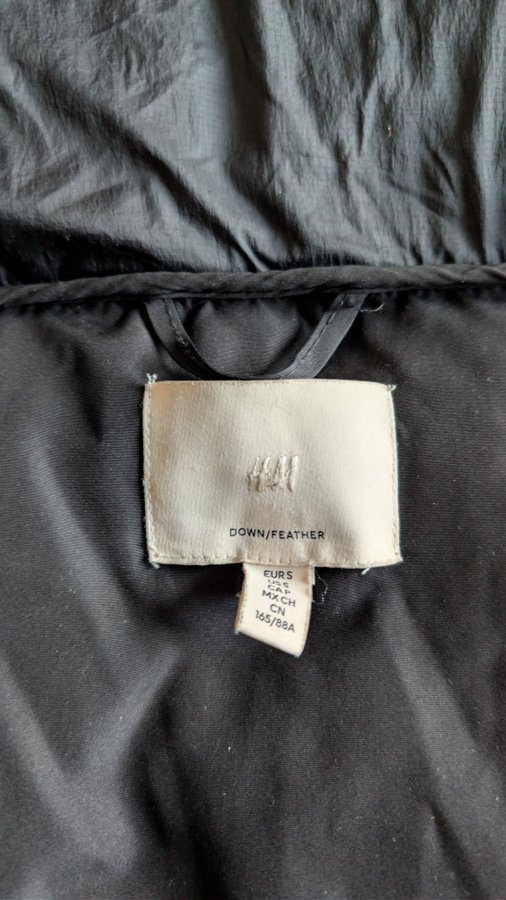 H&M
DOWN/FEATHER
EUR S
US S
CA P
MX CH
CN
165/88A